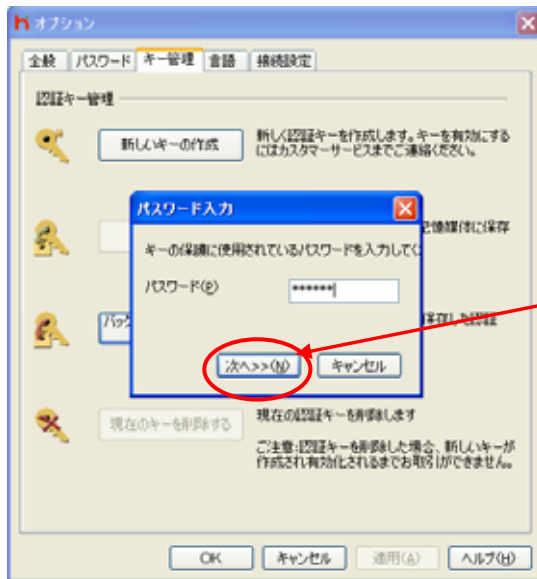 オプション
全般 パスワード キー管理 言語 接続設定
認証キー管理
新しいキーの作成
新しく認証キーを作成します。キーを有効にする
にはカスタマーサービスまでご連絡ください。
パスワード入力
記憶媒体に保存
キーの保護に使用されているパスワードを入力してく
パスワード(P)
******
バック
保存した認証
次へ>>(N) キャンセル
現在のキーを削除する
現在の認証キーを削除します
ご注意:認証キーを削除した場合、新しいキーが
作成され有効化されるまでお取引ができません。
OK キャンセル 適用(A) ヘルプ(H)